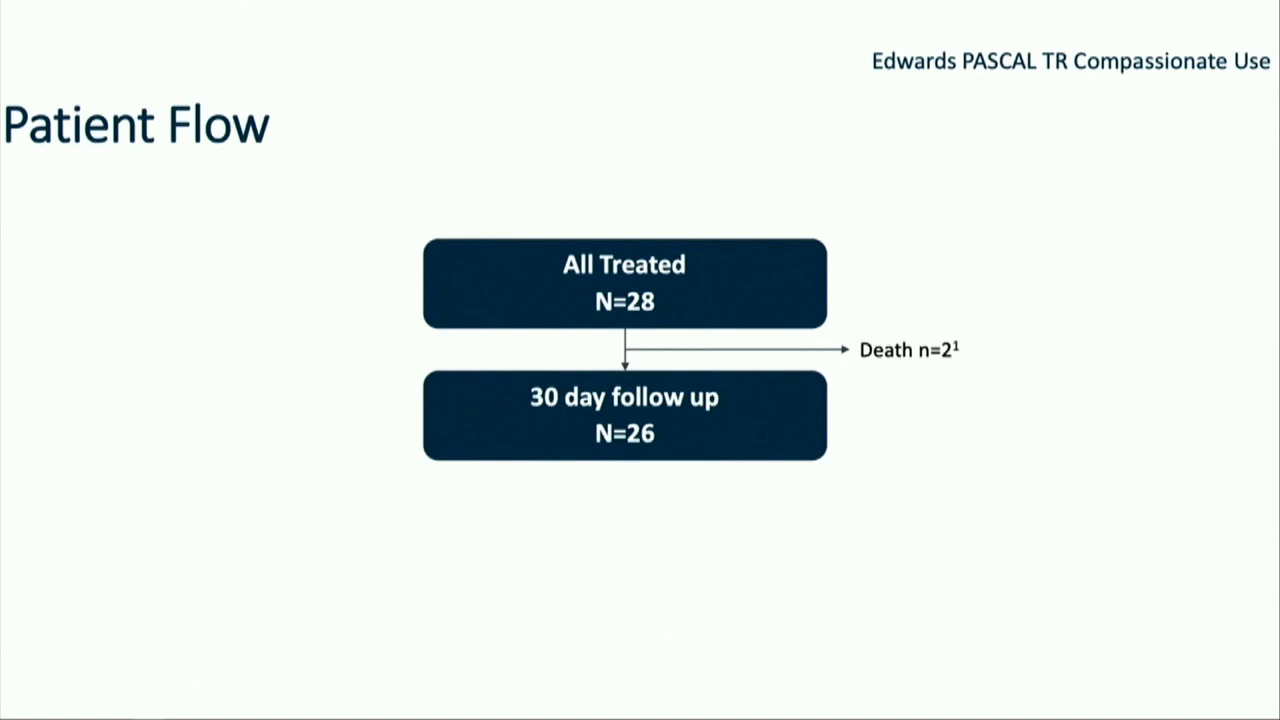 Edwards PASCAL TR Compassionate Use
Patient Flow
All Treated
N=28
Death n=2¹
30 day follow up
N=26